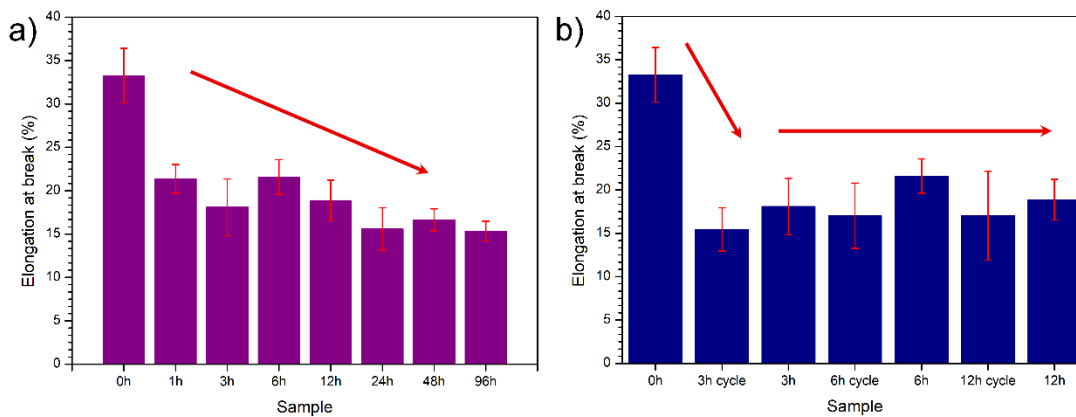 a)
Elongation at break (%)
40
35
30
25
20
15
10
5
0
0h 1h 3h 6h 12h 24h 48h 96h
Sample
b)
Elongation at break (%)
40
35
30
25
20
15
10
5
0
0h 3h cycle 3h 6h cycle 6h 12h cycle 12h
Sample